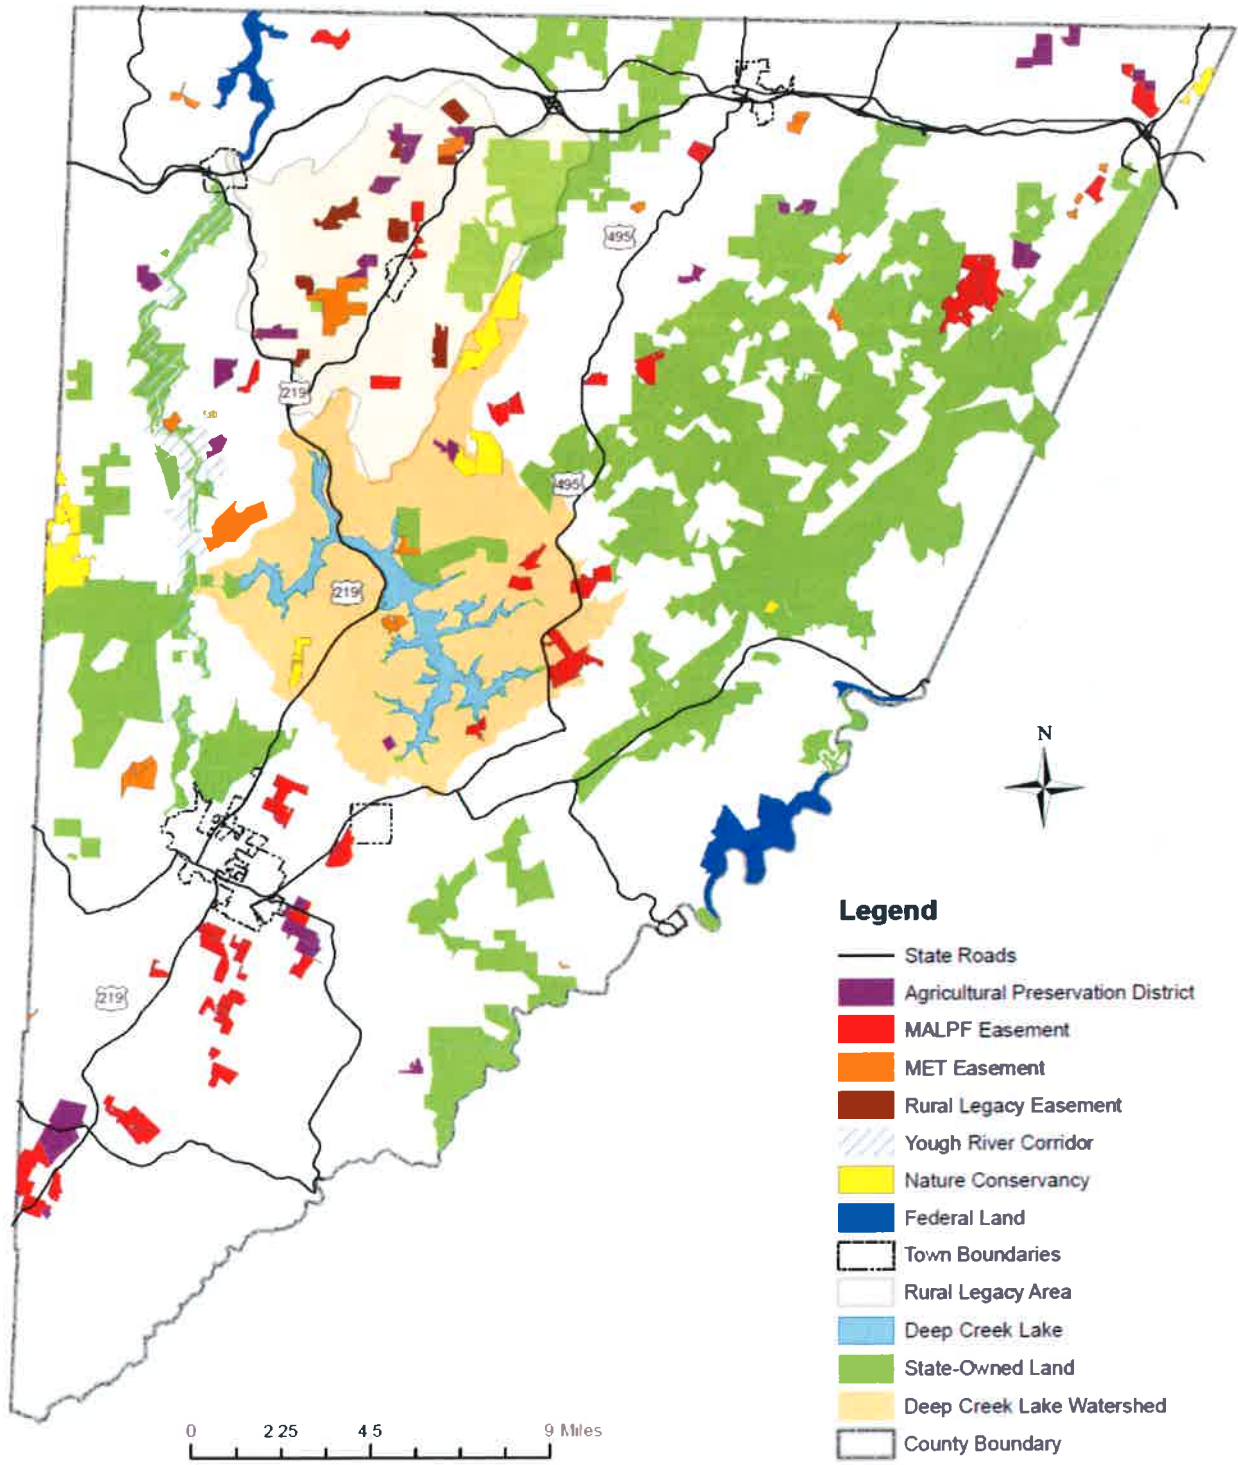 495
219
495
219
N
Legend
State Roads
Agricultural Preservation District
219
MALPF Easement
MET Easement
Rural Legacy Easement
Yough River Corridor
Nature Conservancy
Federal Land
Town Boundaries
Rural Legacy Area
Deep Creek Lake
State-Owned Land
Deep Creek Lake Watershed
0 2 25 4 5 9 Miles
County Boundary